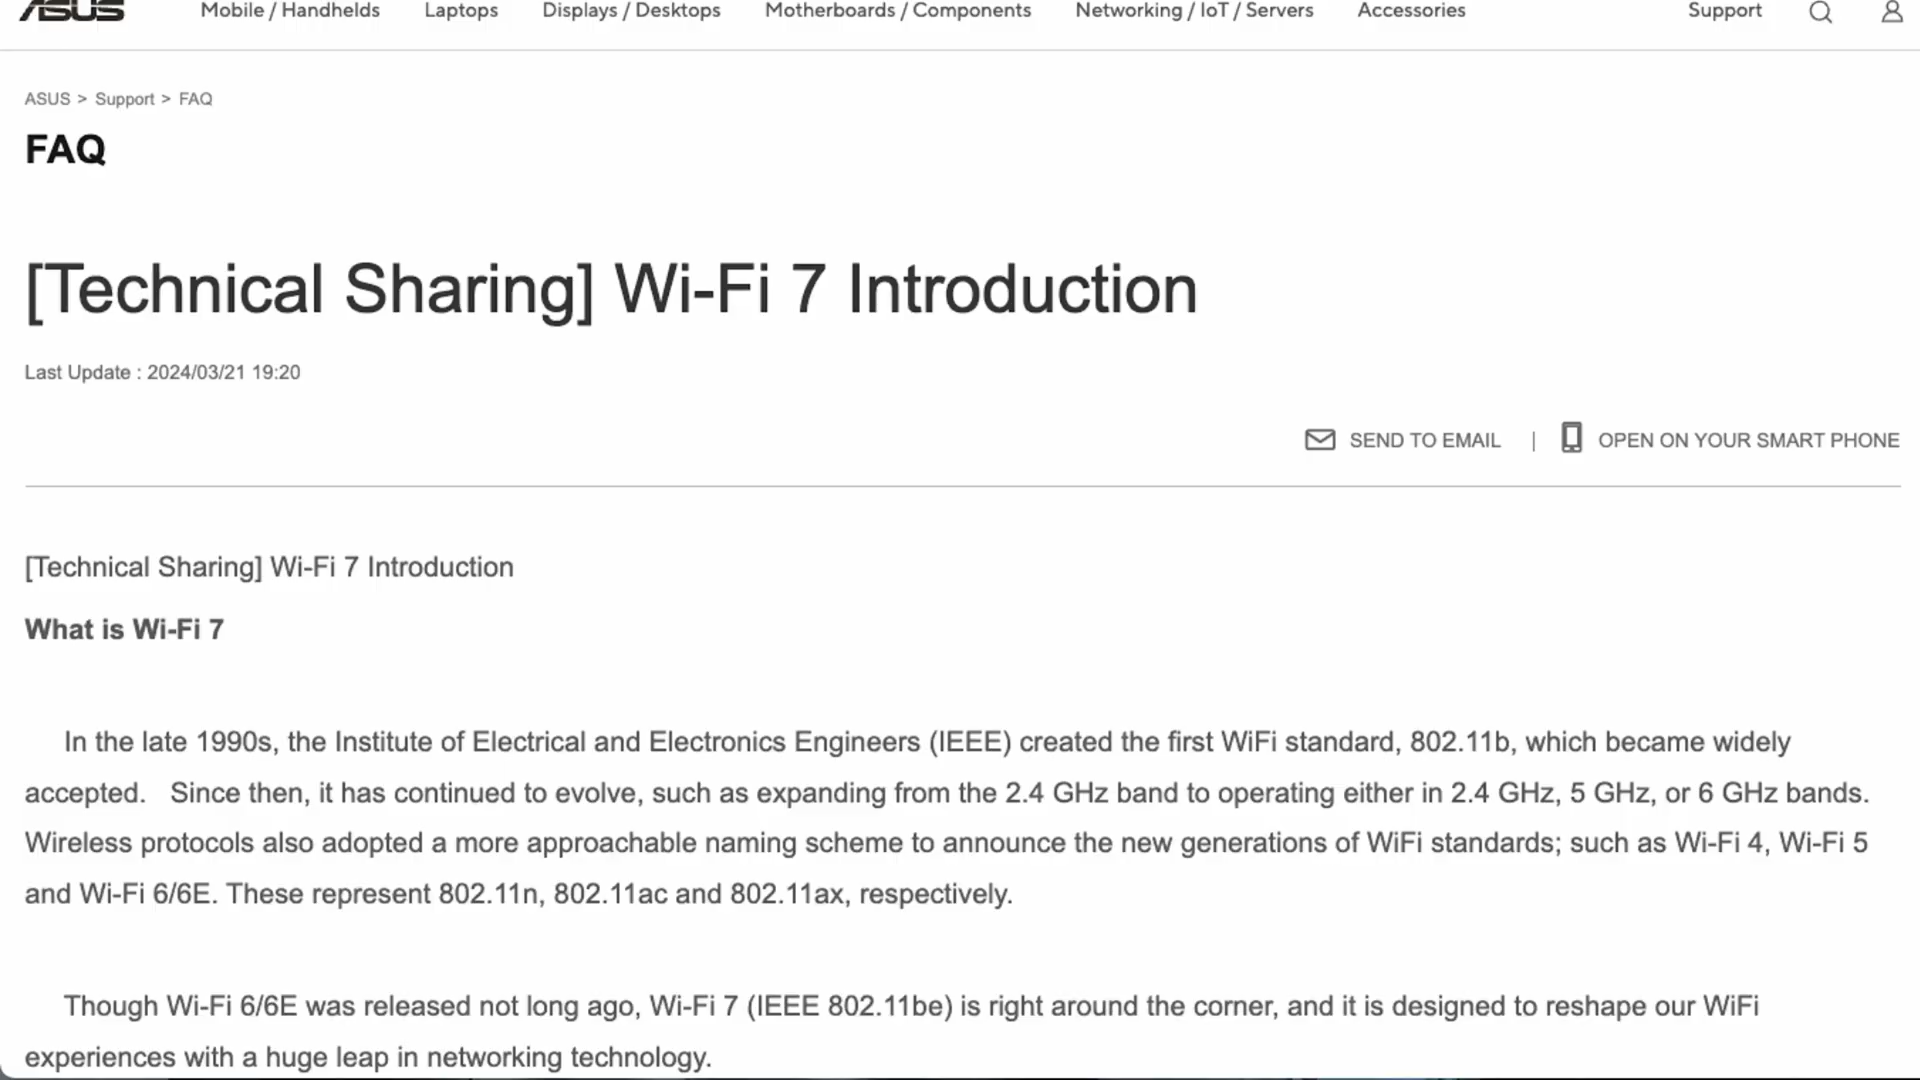 ASUS
Mobile / Handhelds Laptops Displays / Desktops Motherboards / Components Networking / IoT / Servers Accessories Support
ASUS > Support > FAQ
FAQ
[Technical Sharing] Wi-Fi 7 Introduction
Last Update : 2024/03/21 19:20
SEND TO EMAIL | OPEN ON YOUR SMART PHONE
[Technical Sharing] Wi-Fi 7 Introduction
What is Wi-Fi 7
In the late 1990s, the Institute of Electrical and Electronics Engineers (IEEE) created the first WiFi standard, 802.11b, which became widely
accepted. Since then, it has continued to evolve, such as expanding from the 2.4 GHz band to operating either in 2.4 GHz, 5 GHz, or 6 GHz bands.
Wireless protocols also adopted a more approachable naming scheme to announce the new generations of WiFi standards; such as Wi-Fi 4, Wi-Fi 5
and Wi-Fi 6/6E. These represent 802.11n, 802.11ac and 802.11ax, respectively.
Though Wi-Fi 6/6E was released not long ago, Wi-Fi 7 (IEEE 802.11be) is right around the corner, and it is designed to reshape our WiFi
experiences with a huge leap in networking technology.